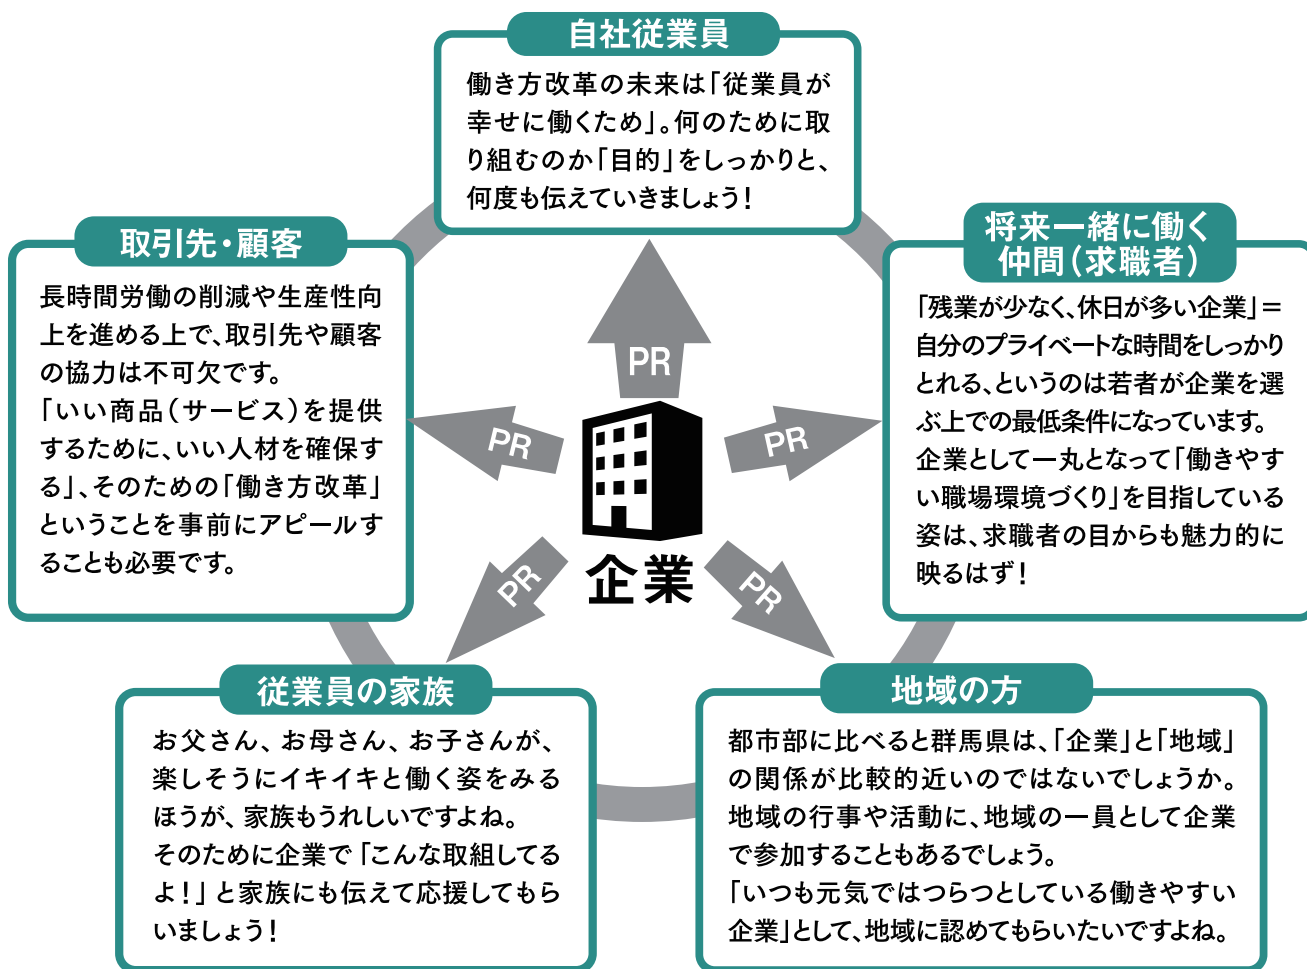 自社従業員
働き方改革の未来は「従業員が
幸せに働くため」。何のために取
り組むのか「目的」をしっかりと、
何度も伝えていきましょう！
取引先・顧客
長時間労働の削減や生産性向
上を進める上で、取引先や顧客
の協力は不可欠です。
「いい商品（サービス）を提供
するために、いい人材を確保す
る」、そのための「働き方改革」
ということを事前にアピールす
ることも必要です。
将来一緒に働く
仲間（求職者）
「残業が少なく、休日が多い企業」＝
自分のプライベートな時間をしっかり
とれる、というのは若者が企業を選
ぶ上での最低条件になっています。
企業として一丸となって「働きやす
い職場環境づくり」を目指している
姿は、求職者の目からも魅力的に
映るはず！
PR
PR
PR
PR
PR
企業
従業員の家族
お父さん、お母さん、お子さんが、
楽しそうにイキイキと働く姿をみる
ほうが、家族もうれしいですよね。
そのために企業で「こんな取組してる
よ！」と家族にも伝えて応援してもら
いましょう！
地域の方
都市部に比べると群馬県は、「企業」と「地域」
の関係が比較的近いのではないでしょうか。
地域の行事や活動に、地域の一員として企業
で参加することもあるでしょう。
「いつも元気ではつらつとしている働きやすい
企業」として、地域に認めてもらいたいですよね。